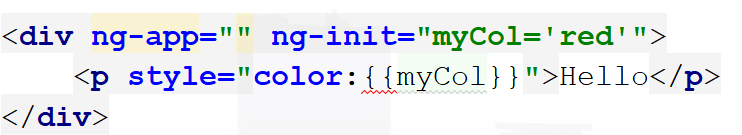 <div ng-app="" ng-init="myCol='red'">
<p style="color:{{myCol}}">Hello</p>
</div>